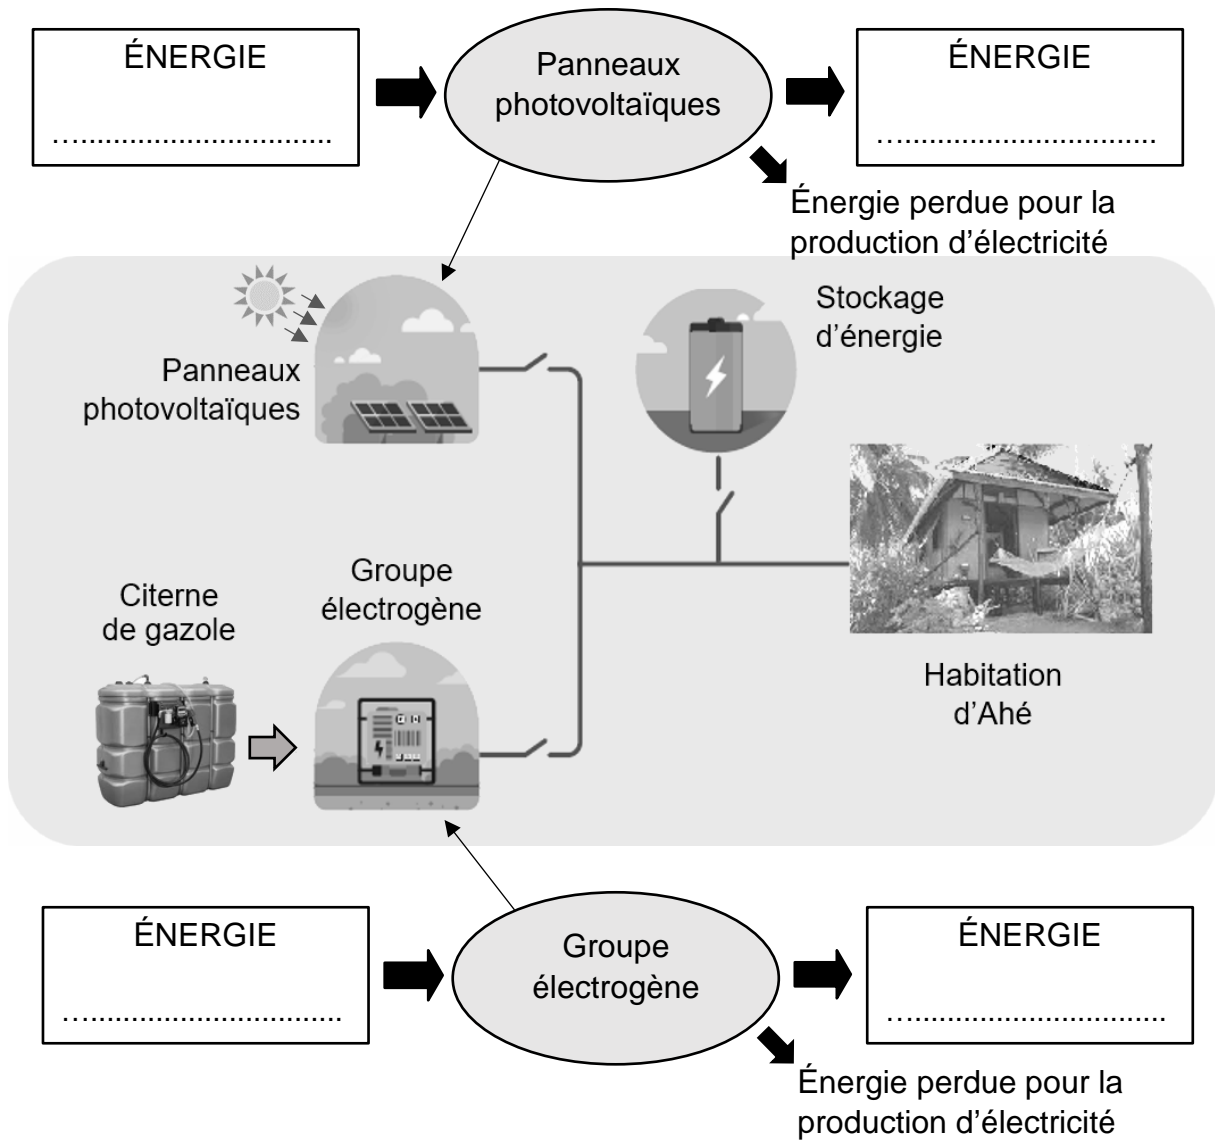 ÉNERGIE
…..............................
Panneaux
photovoltaïques
ÉNERGIE
…..............................
Énergie perdue pour la
production d’électricité
Stockage
d’énergie
Panneaux
photovoltaïques
Groupe
électrogène
Citerne
de gazole
Habitation
d’Ahé
ÉNERGIE
…..............................
Groupe
électrogène
ÉNERGIE
…..............................
Énergie perdue pour la
production d’électricité